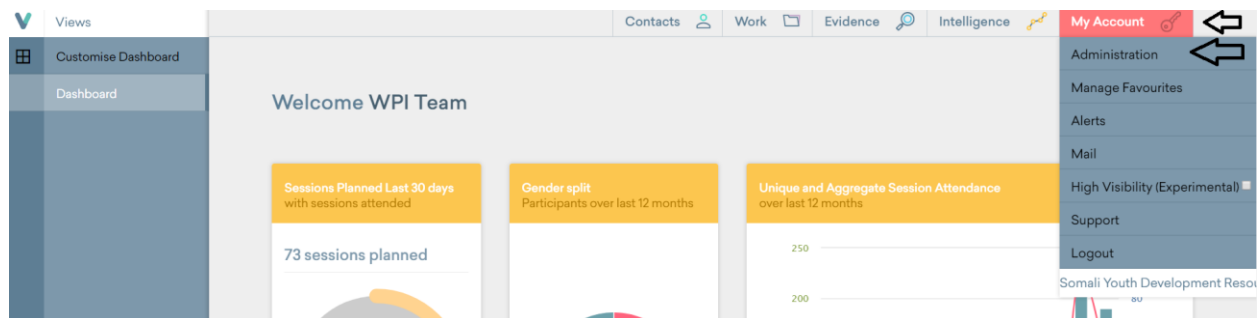 Views
Contacts
Work
Evidence
Intelligence
My Account
Customise Dashboard
Dashboard
Welcome WPI Team
Sessions Planned Last 30 days
with sessions attended
73 sessions planned
Gender split
Participants over last 12 months
Unique and Aggregate Session Attendance
over last 12 months
250
200
80
Administration
Manage Favourites
Alerts
Mail
High Visibility (Experimental)
Support
Logout
Somali Youth Development